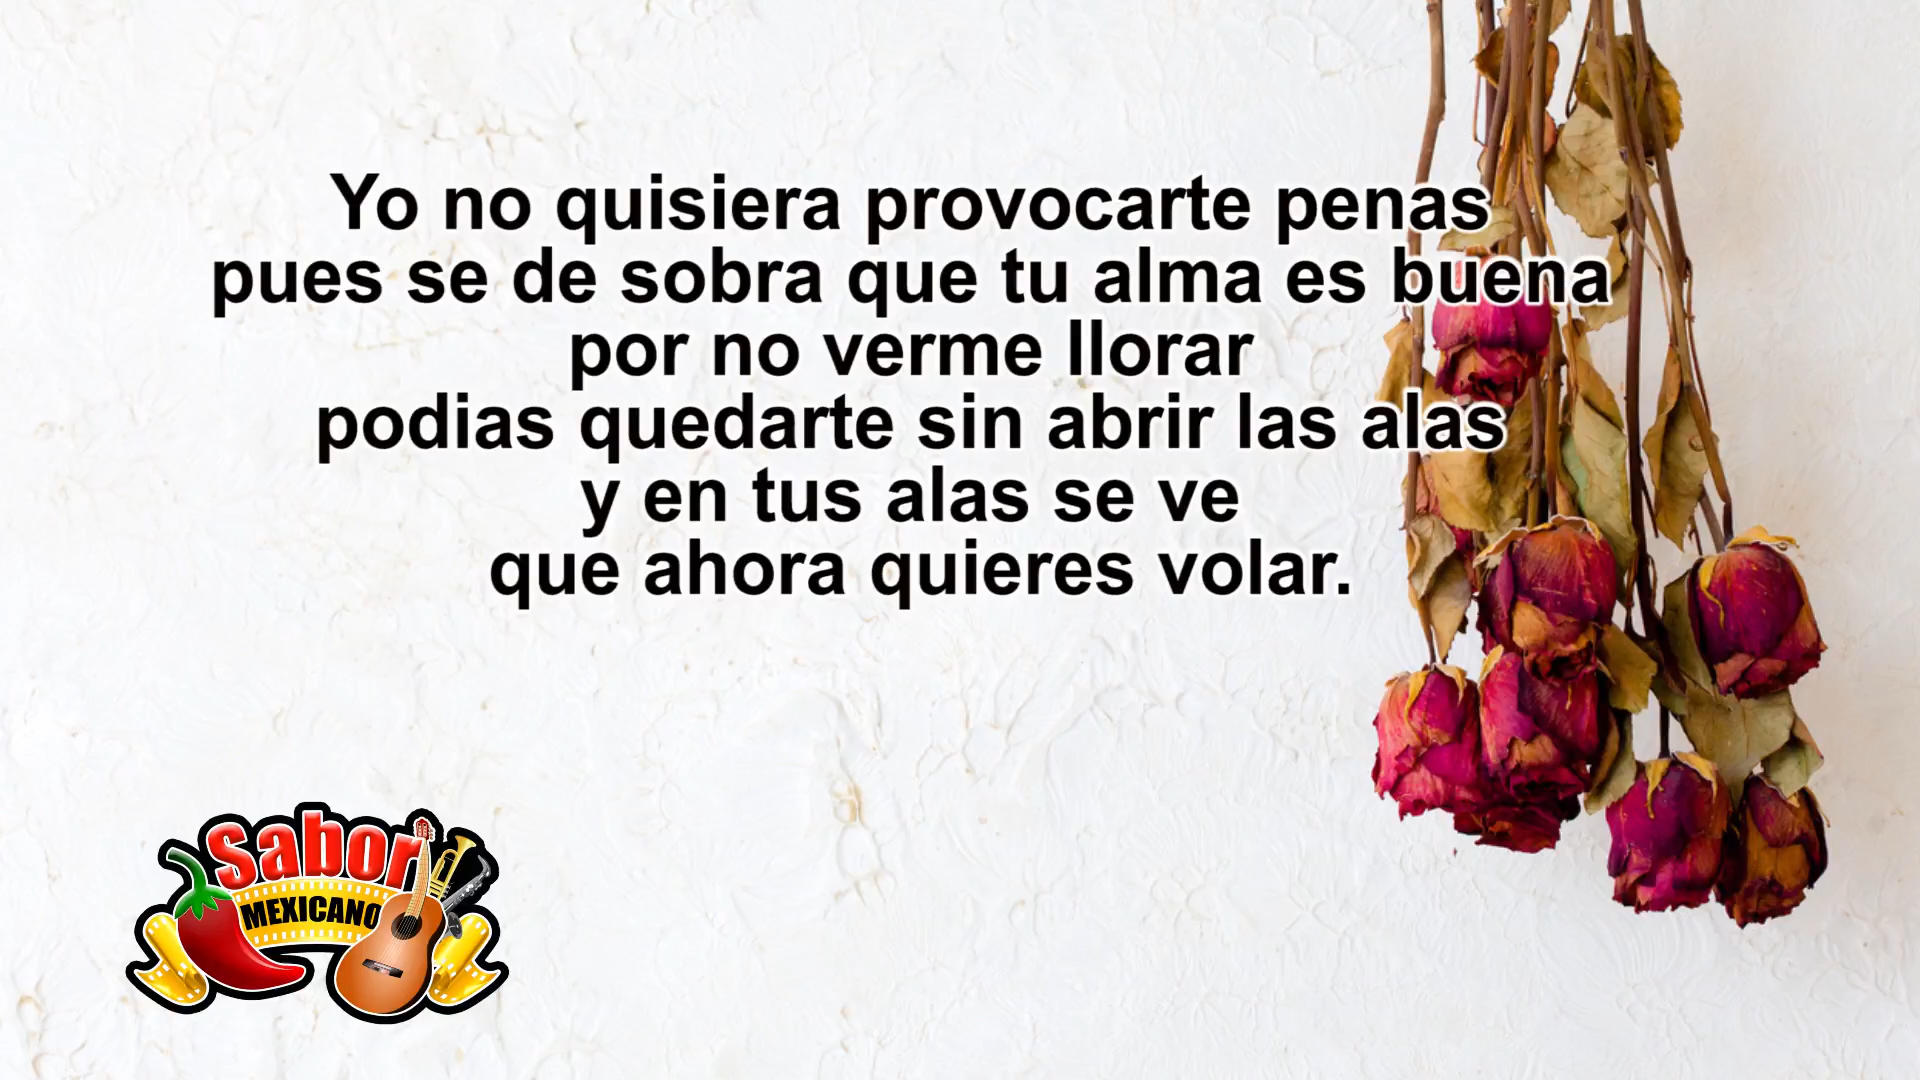 Yo no quisiera provocarte penas
pues se de sobra que tu alma es buena
por no verme llorar
podias quedarte sin abrir las alas
y en tus alas se ve
que ahora quieres volar.
Sabor
MEXICANO